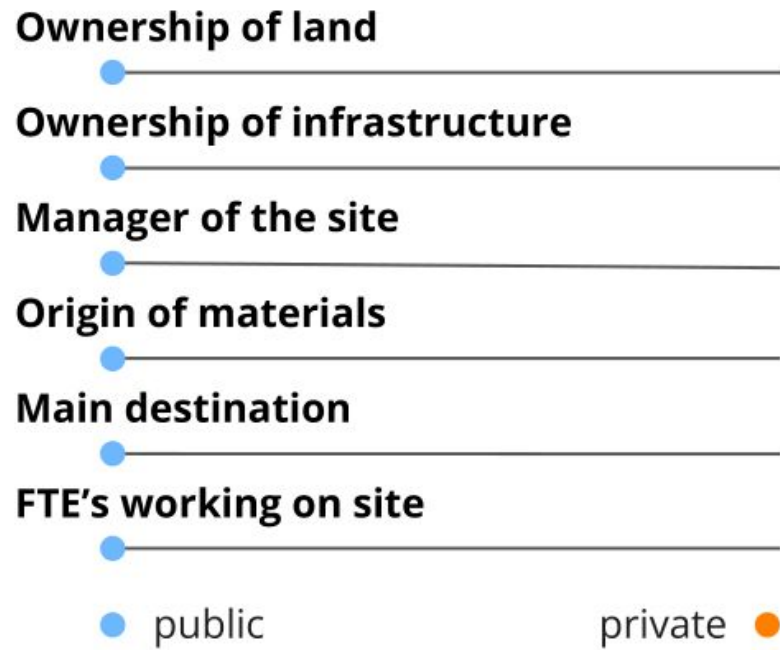 Ownership of land
Ownership of infrastructure
Manager of the site
Origin of materials
Main destination
FTE’s working on site
public private